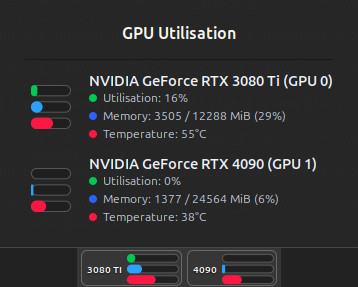 GPU Utilisation
NVIDIA GeForce RTX 3080 Ti (GPU 0)
Utilisation: 16%
Memory: 3505 / 12288 MiB (29%)
Temperature: 55°C
NVIDIA GeForce RTX 4090 (GPU 1)
Utilisation: 0%
Memory: 1377 / 24564 MiB (6%)
Temperature: 38°C
3080 TI
4090